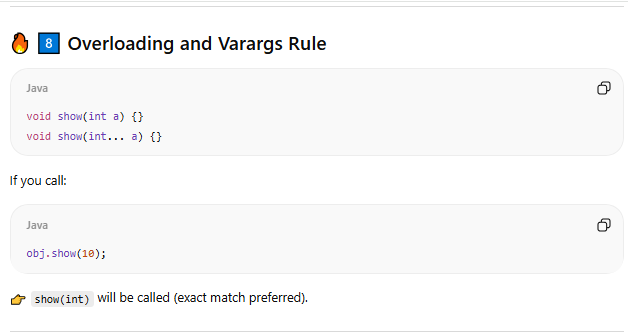 🔥 8️⃣ Overloading and Varargs Rule
Java
void show(int a) {}
void show(int... a) {}
If you call:
Java
obj.show(10);
👉 show(int) will be called (exact match preferred).